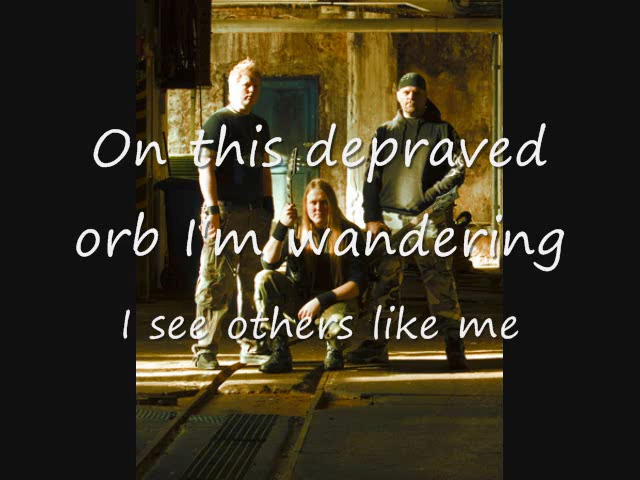 On this depraved
orb I'm wandering
I see others like me